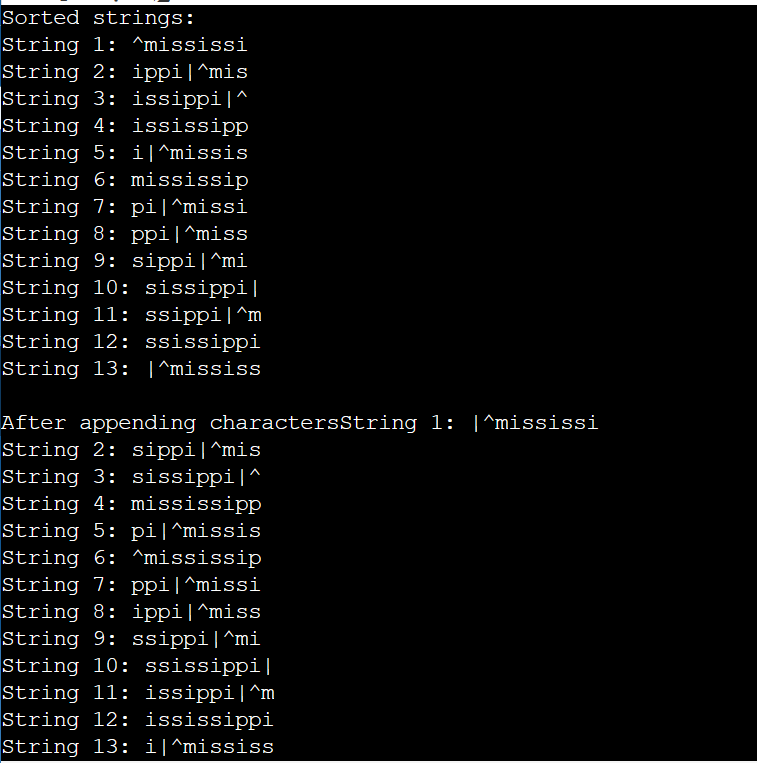 Sorted strings:
String 1: ^mississi
String 2: ippi|^mis
String 3: issippi|^
String 4: ississipp
String 5: i|^missis
String 6: mississip
String 7: pi|^missi
String 8: ppi|^miss
String 9: sippi|^mi
String 10: sissippi|
String 11: ssippi|^m
String 12: ssissippi
String 13: |^mississ
After appending charactersString 1: |^mississi
String 2: sippi|^mis
String 3: sissippi|^
String 4: mississipp
String 5: pi|^missis
String 6: ^mississip
String 7: ppi|^missi
String 8: ippi|^miss
String 9: ssippi|^mi
String 10: ssissippi|
String 11: issippi|^m
String 12: ississippi
String 13: i|^mississ